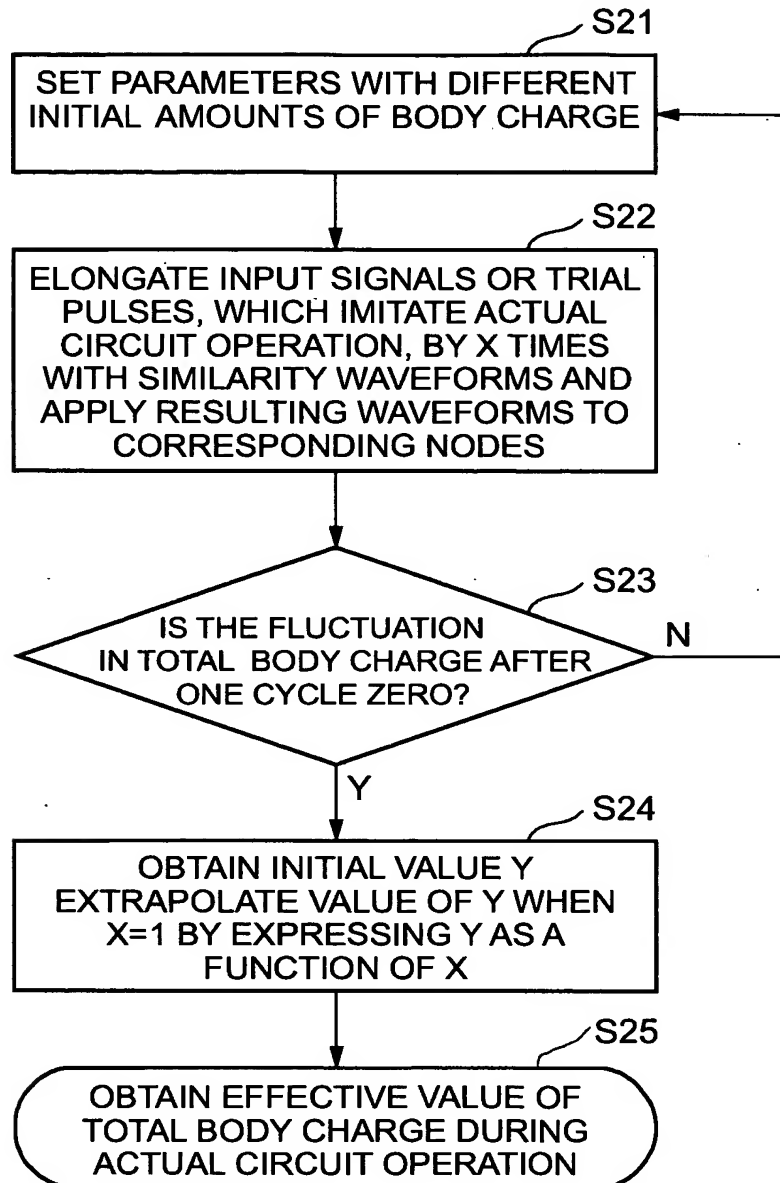 S21
SET PARAMETERS WITH DIFFERENT
INITIAL AMOUNTS OF BODY CHARGE
S22
ELONGATE INPUT SIGNALS OR TRIAL
PULSES, WHICH IMITATE ACTUAL
CIRCUIT OPERATION, BY X TIMES
WITH SIMILARITY WAVEFORMS AND
APPLY RESULTING WAVEFORMS TO
CORRESPONDING NODES
S23
IS THE FLUCTUATION
IN TOTAL BODY CHARGE AFTER
ONE CYCLE ZERO?
N
Y
S24
OBTAIN INITIAL VALUE Y
EXTRAPOLATE VALUE OF Y WHEN
X=1 BY EXPRESSING Y AS A
FUNCTION OF X
S25
OBTAIN EFFECTIVE VALUE OF
TOTAL BODY CHARGE DURING
ACTUAL CIRCUIT OPERATION